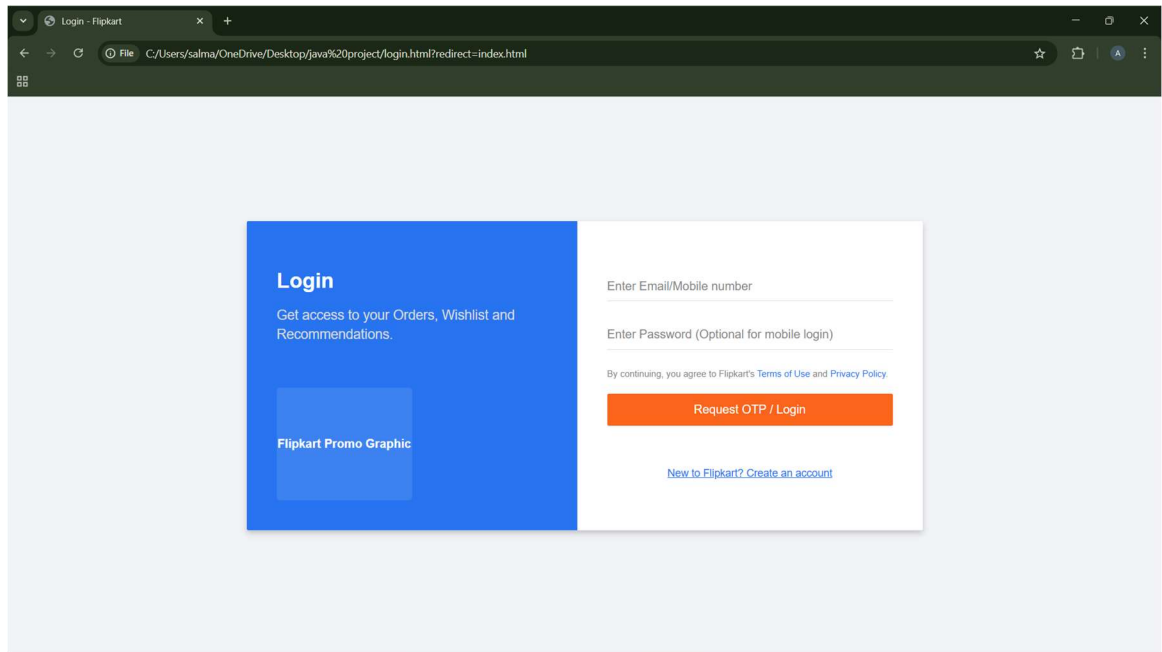 Login - Flipkart
File C:/Users/salma/OneDrive/Desktop/java%20project/login.html?redirect=index.html
A
Login
Get access to your Orders, Wishlist and
Recommendations.
Flipkart Promo Graphic
Enter Email/Mobile number
Enter Password (Optional for mobile login)
By continuing, you agree to Flipkart's Terms of Use and Privacy Policy.
Request OTP / Login
New to Flipkart? Create an account